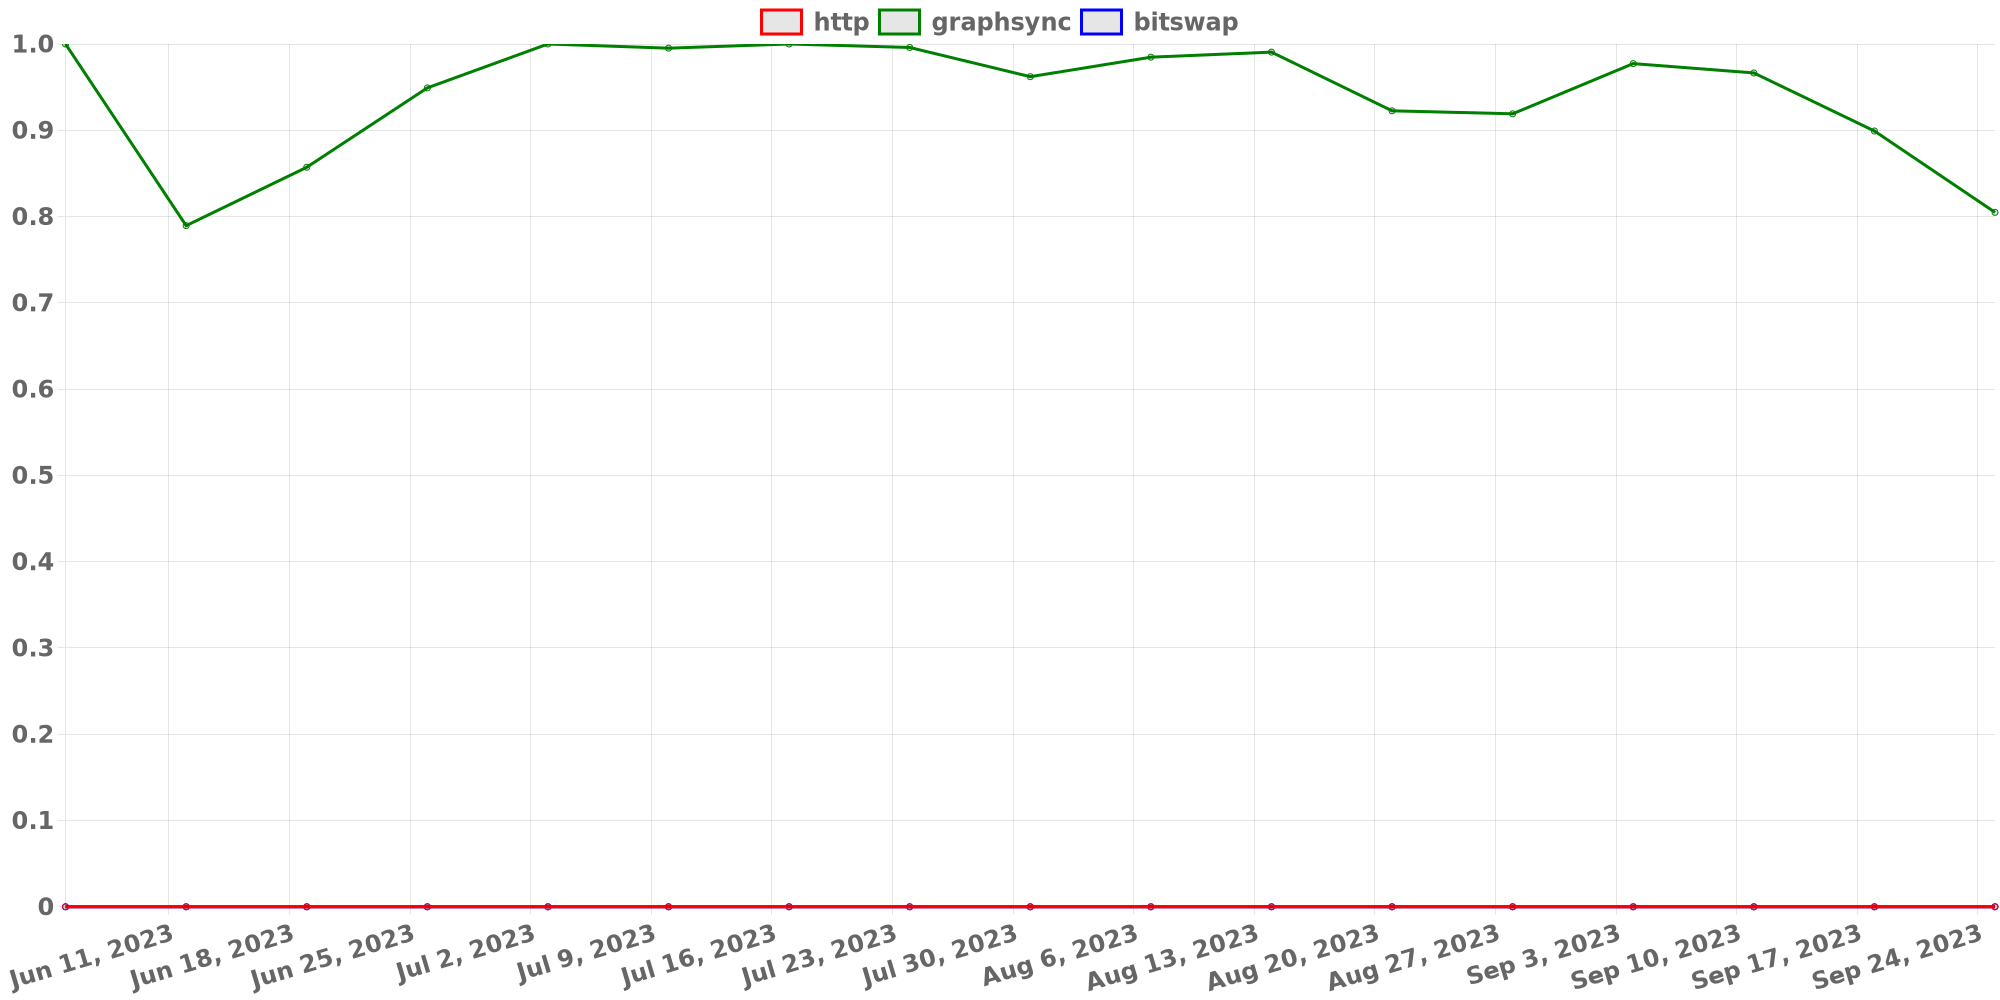 http graphsync bitswap
1.0
0.9
0.8
0.7
0.6
0.5
0.4
0.3
0.2
0.1
0
Jun 11, 2023
Jun 18, 2023
Jun 25, 2023
Jul 2, 2023
Jul 9, 2023
Jul 16, 2023
Jul 23, 2023
Jul 30, 2023
Aug 6, 2023
Aug 13, 2023
Aug 20, 2023
Aug 27, 2023
Sep 3, 2023
Sep 10, 2023
Sep 17, 2023
Sep 24, 2023